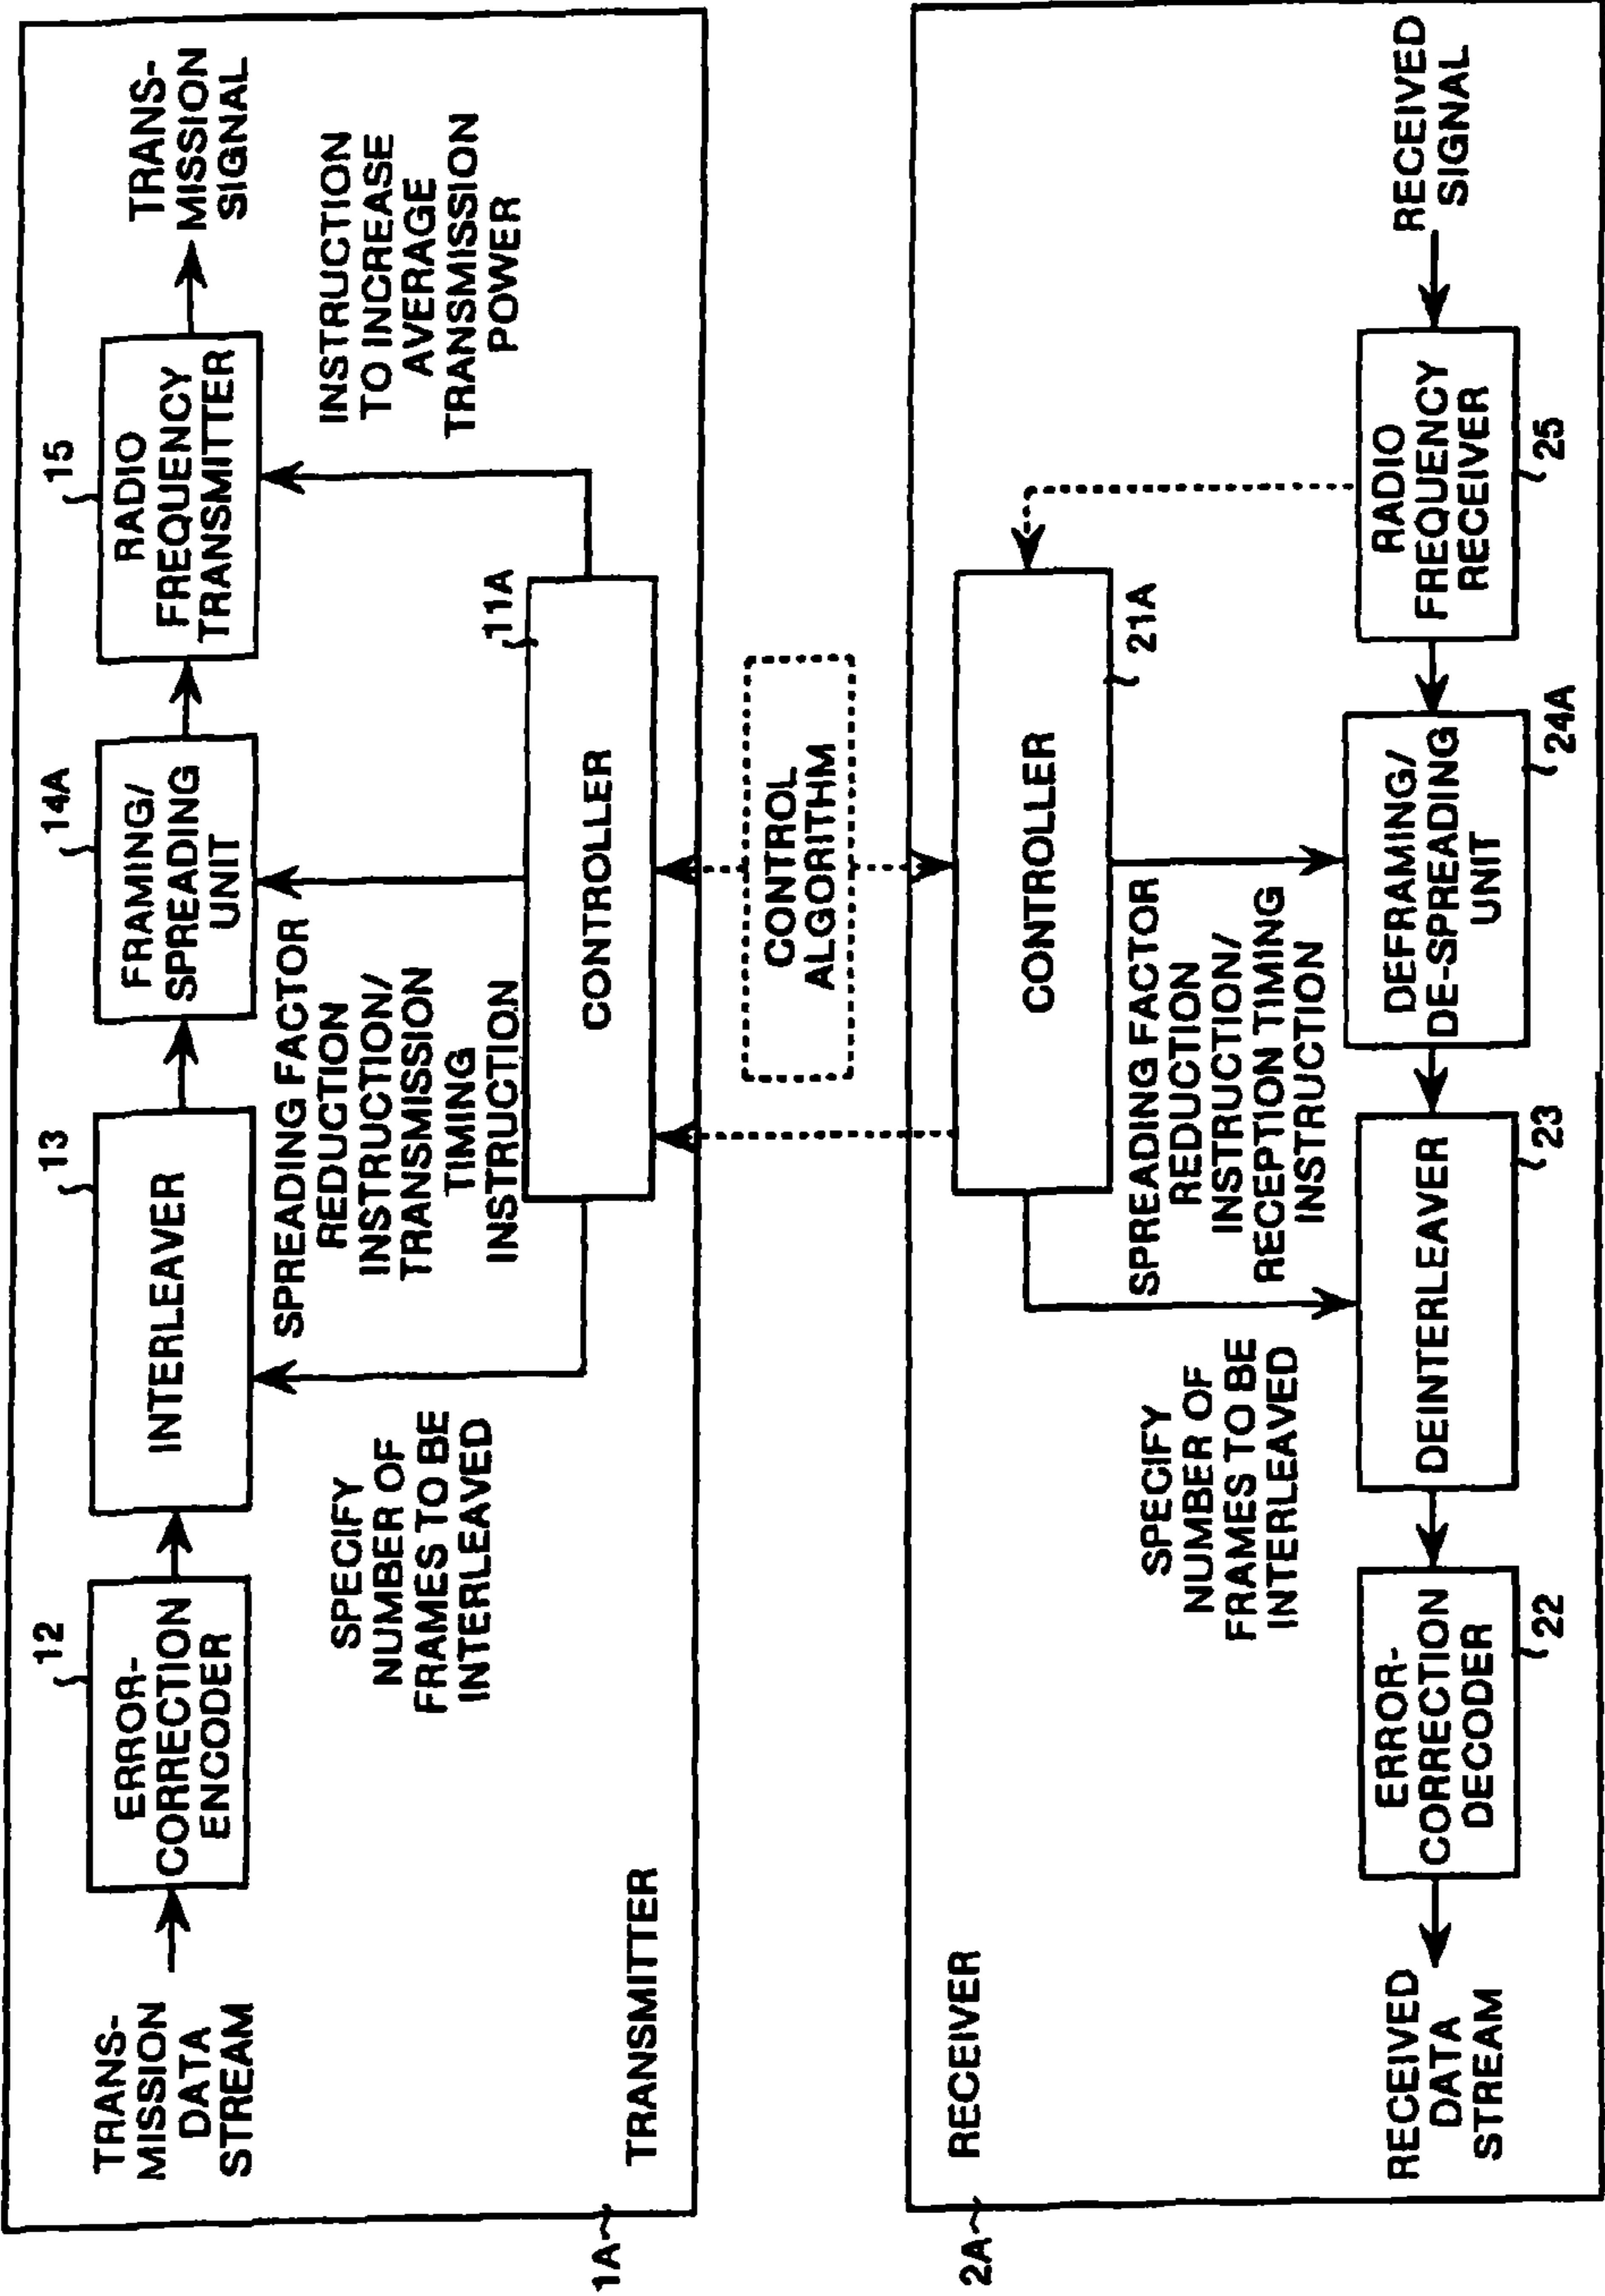 TRANS-
MISSION
DATA
STREAM
12
ERROR-
CORRECTION
ENCODER
13
INTERLEAVER
14A
FRAMING/
SPREADING
UNIT
15
RADIO
FREQUENCY
TRANSMITTER
TRANS-
MISSION
SIGNAL
SPECIFY
NUMBER OF
FRAMES TO BE
INTERLEAVED
SPREADING FACTOR
REDUCTION
INSTRUCTION/
TRANSMISSION
TIMING
INSTRUCTION
INSTRUCTION
TO INCREASE
AVERAGE
TRANSMISSION
POWER
11A
CONTROLLER
TRANSMITTER
1A
CONTROL
ALGORITHM
2A
RECEIVER
CONTROLLER
21A
SPECIFY
NUMBER OF
FRAMES TO BE
INTERLEAVED
SPREADING FACTOR
REDUCTION
INSTRUCTION/
RECEPTION TIMING
INSTRUCTION
RECEIVED
DATA
STREAM
ERROR-
CORRECTION
DECODER
22
DEINTERLEAVER
23
DEFRAMING/
DE-SPREADING
UNIT
24A
RADIO
FREQUENCY
RECEIVER
25
RECEIVED
SIGNAL